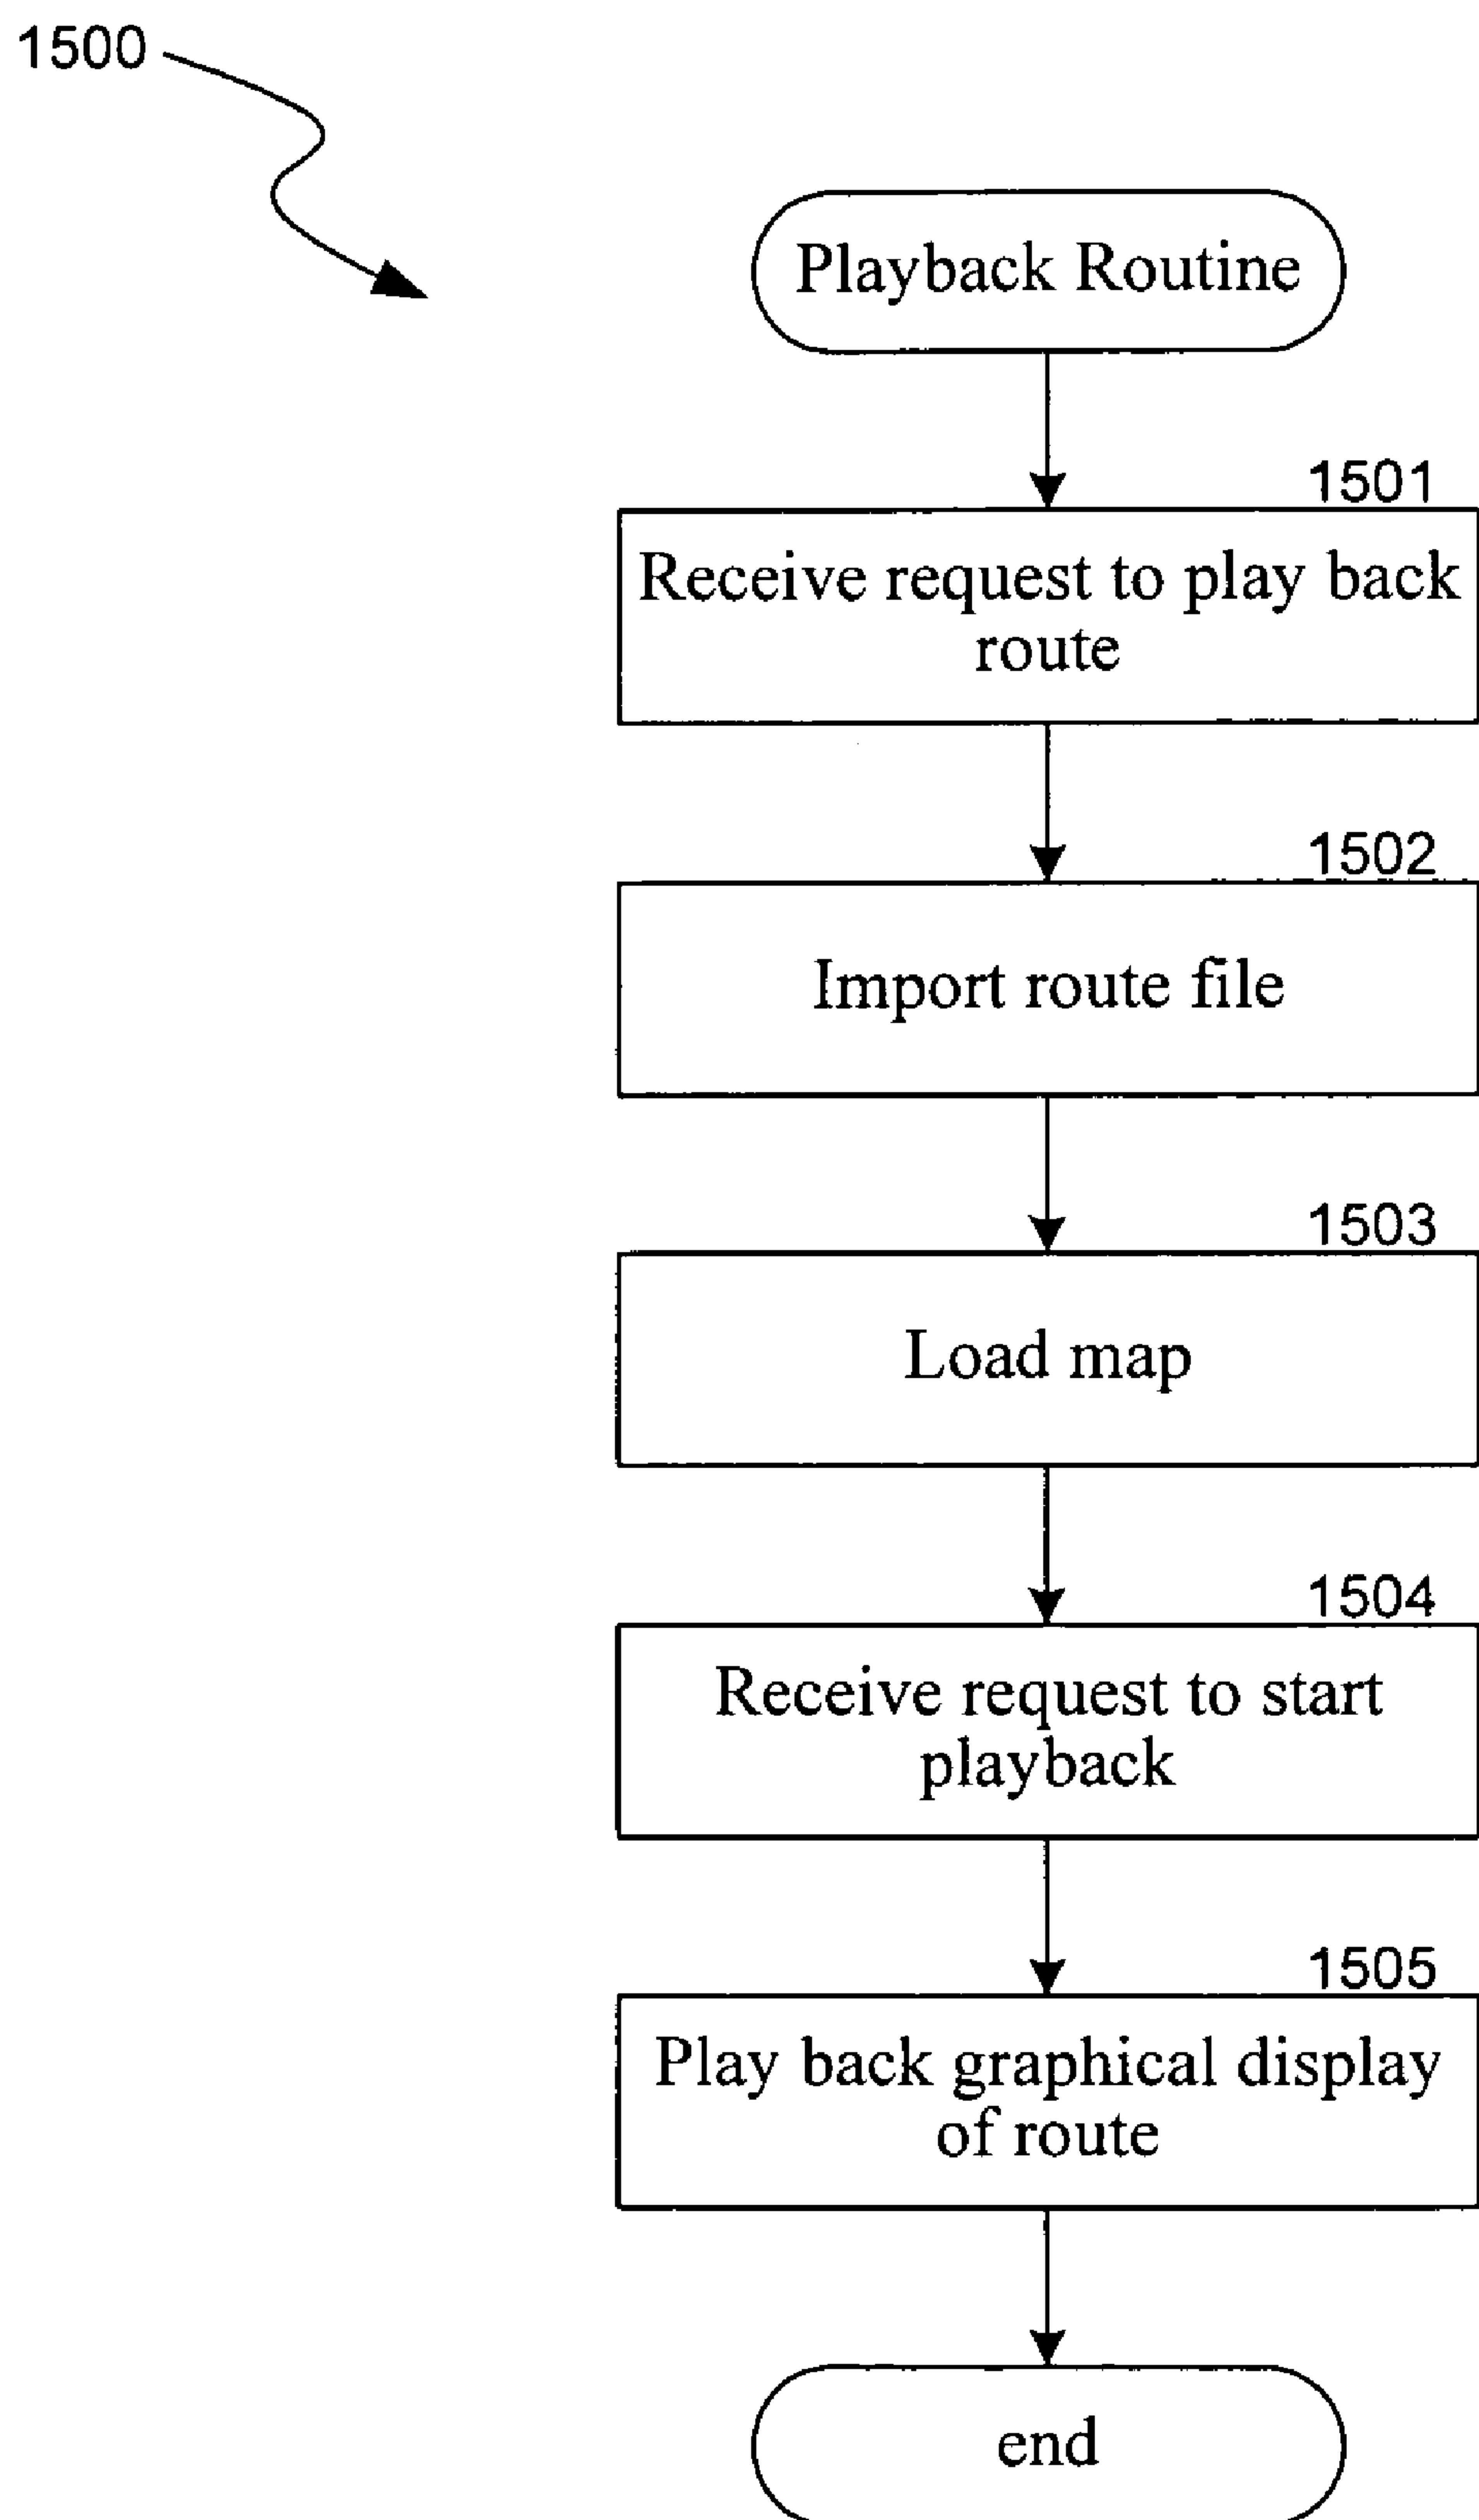 1500
Playback Routine
1501
Receive request to play back
route
1502
Import route file
1503
Load map
1504
Receive request to start
playback
1505
Play back graphical display
of route
end